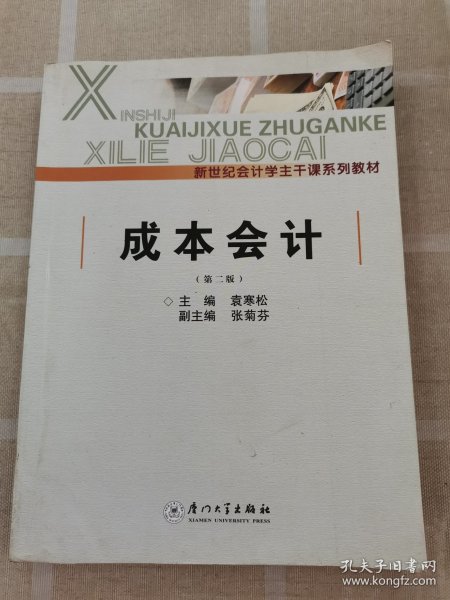 XINSHIJI
KUAIJIXUE ZHUGANKE
XILIE JIAOCAI
新世纪会计学主干课系列教材
成本会计
（第二版）
◇ 主 编 袁寒松
副主编 张菊芬
厦门大学出版社
XIAMEN UNIVERSITY PRESS
孔夫子旧书网
www.kongfz.com